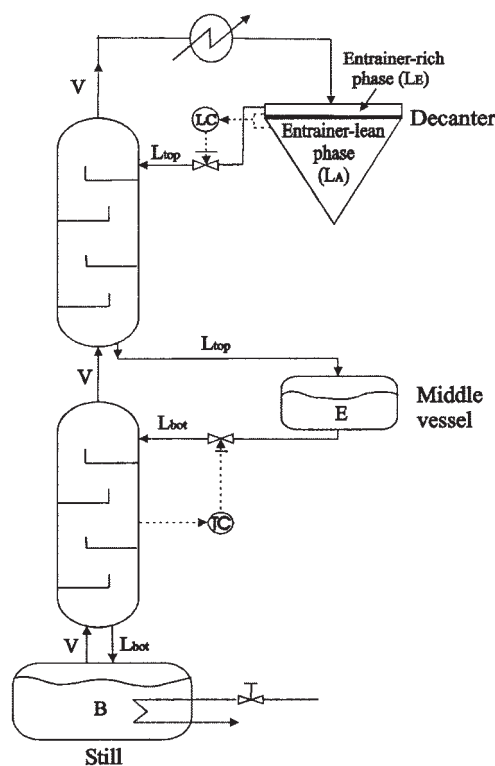 V
Entrainer-rich
phase (LE)
Decanter
LC
Entrainer-lean
phase
(LA)
Ltop
Ltop
V
E
Middle
vessel
Lbot
TC
V
Lbot
B
Still